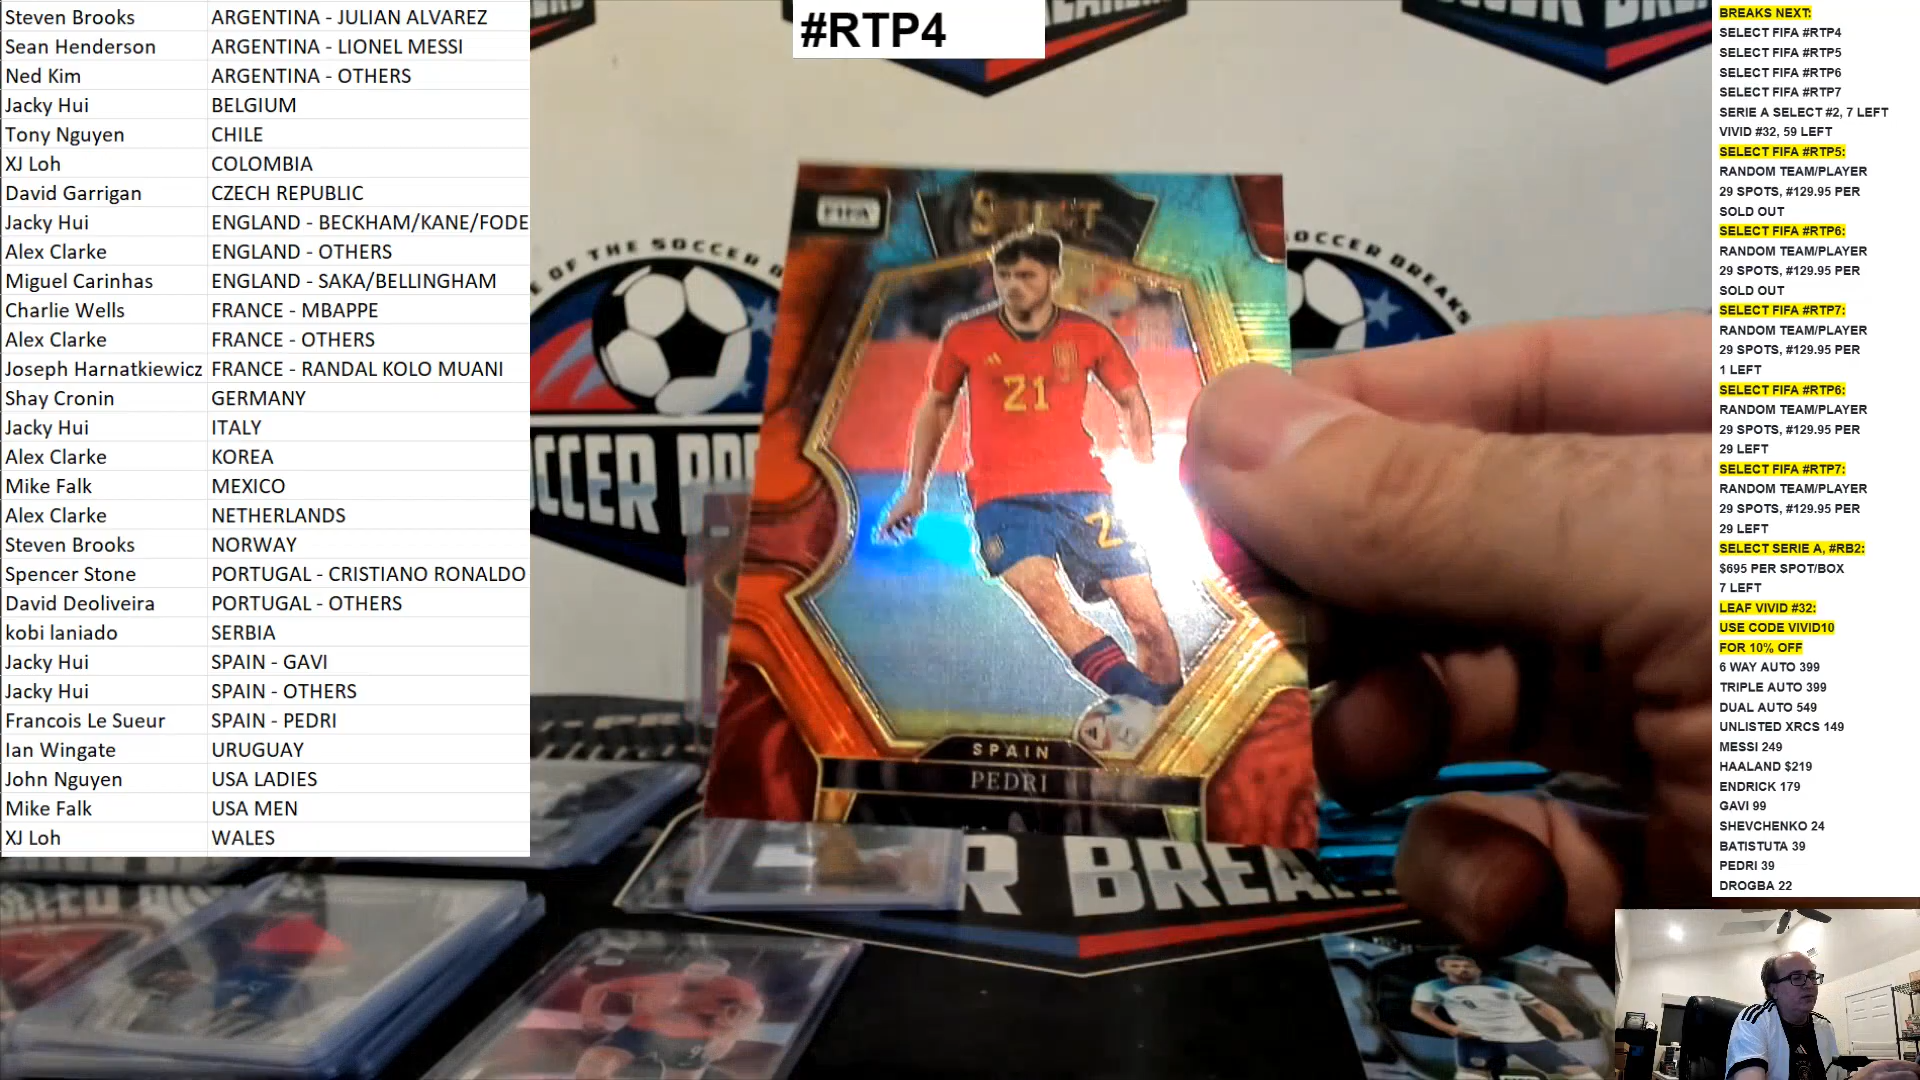 Steven Brooks ARGENTINA - JULIAN ALVAREZ
Sean Henderson ARGENTINA - LIONEL MESSI
Ned Kim ARGENTINA - OTHERS
Jacky Hui BELGIUM
Tony Nguyen CHILE
XJ Loh COLOMBIA
David Garrigan CZECH REPUBLIC
Jacky Hui ENGLAND - BECKHAM/KANE/FODE
Alex Clarke ENGLAND - OTHERS
Miguel Carinhas ENGLAND - SAKA/BELLINGHAM
Charlie Wells FRANCE - MBAPPE
Alex Clarke FRANCE - OTHERS
Joseph Harnatkiewicz FRANCE - RANDAL KOLO MUANI
Shay Cronin GERMANY
Jacky Hui ITALY
Alex Clarke KOREA
Mike Falk MEXICO
Alex Clarke NETHERLANDS
Steven Brooks NORWAY
Spencer Stone PORTUGAL - CRISTIANO RONALDO
David Deoliveira PORTUGAL - OTHERS
kobi laniado SERBIA
Jacky Hui SPAIN - GAVI
Jacky Hui SPAIN - OTHERS
Francois Le Sueur SPAIN - PEDRI
Ian Wingate URUGUAY
John Nguyen USA LADIES
Mike Falk USA MEN
XJ Loh WALES
#RTP4
FIFA
SELECT
21
SPAIN
PEDRI
OF THE SOCCER
SOCCER BREAKS
R BREA
BREAKS NEXT:
SELECT FIFA #RTP4
SELECT FIFA #RTP5
SELECT FIFA #RTP6
SELECT FIFA #RTP7
SERIE A SELECT #2, 7 LEFT
VIVID #32, 59 LEFT
SELECT FIFA #RTP5:
RANDOM TEAM/PLAYER
29 SPOTS, #129.95 PER
SOLD OUT
SELECT FIFA #RTP6:
RANDOM TEAM/PLAYER
29 SPOTS, #129.95 PER
SOLD OUT
SELECT FIFA #RTP7:
RANDOM TEAM/PLAYER
29 SPOTS, #129.95 PER
1 LEFT
SELECT FIFA #RTP6:
RANDOM TEAM/PLAYER
29 SPOTS, #129.95 PER
29 LEFT
SELECT FIFA #RTP7:
RANDOM TEAM/PLAYER
29 SPOTS, #129.95 PER
29 LEFT
SELECT SERIE A, #RB2:
$695 PER SPOT/BOX
7 LEFT
LEAF VIVID #32:
USE CODE VIVID10
FOR 10% OFF
6 WAY AUTO 399
TRIPLE AUTO 399
DUAL AUTO 549
UNLISTED XRCS 149
MESSI 249
HAALAND $219
ENDRICK 179
GAVI 99
SHEVCHENKO 24
BATISTUTA 39
PEDRI 39
DROGBA 22